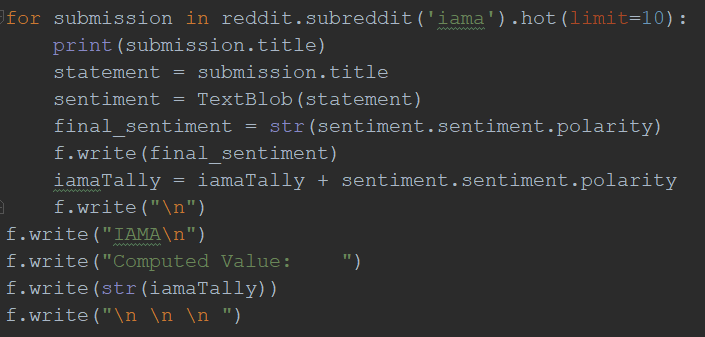 for submission in reddit.subreddit('iama').hot(limit=10):
    print(submission.title)
    statement = submission.title
    sentiment = TextBlob(statement)
    final_sentiment = str(sentiment.sentiment.polarity)
    f.write(final_sentiment)
    iamaTally = iamaTally + sentiment.sentiment.polarity
    f.write("\n")
f.write("IAMA\n")
f.write("Computed Value:    ")
f.write(str(iamaTally))
f.write("\n \n \n ")